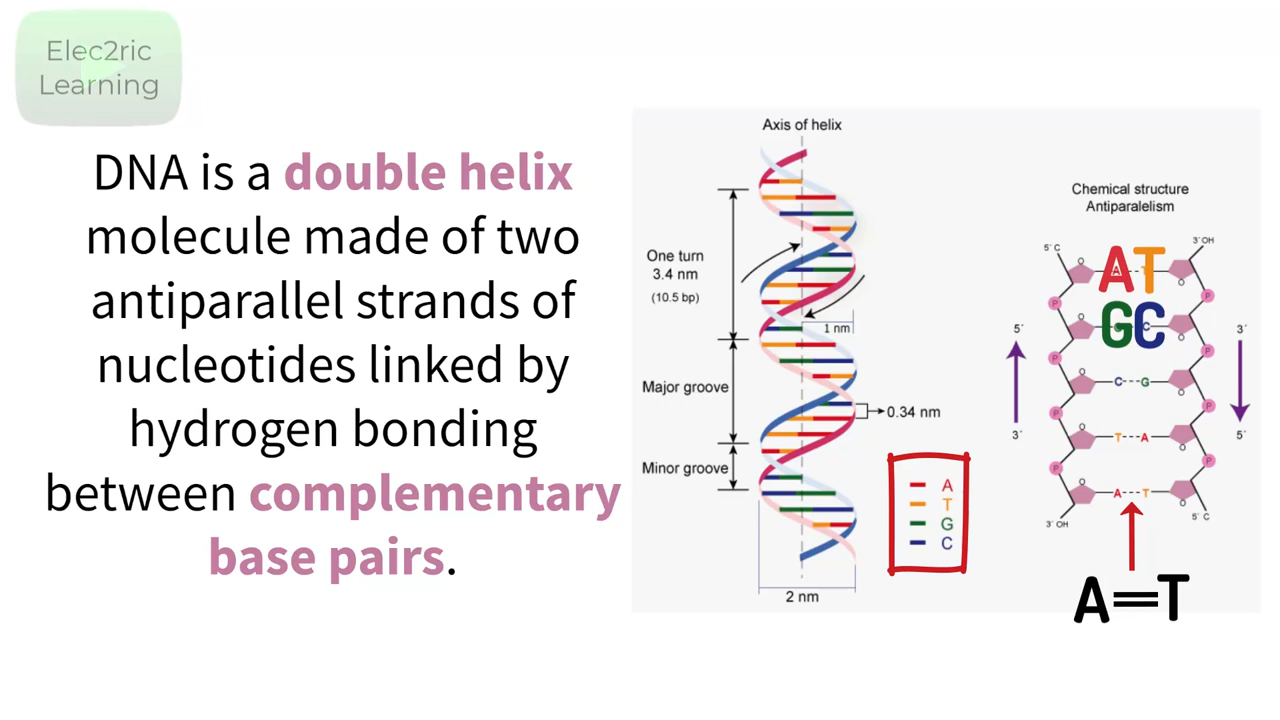 Elec2ric
Learning
DNA is a double helix
molecule made of two
antiparallel strands of
nucleotides linked by
hydrogen bonding
between complementary
base pairs.
Axis of helix
One turn
3.4 nm
(10.5 bp)
1 nm
Major groove
0.34 nm
Minor groove
2 nm
A
T
G
C
Chemical structure
Antiparalelism
5' C
3' OH
O
A T
AT
O
P
P
GC
O
C
O
5'
3'
P
P
O
C---G
O
P
P
3'
5'
O
T---A
O
P
P
O
A---T
O
3' OH
5' C
A=T